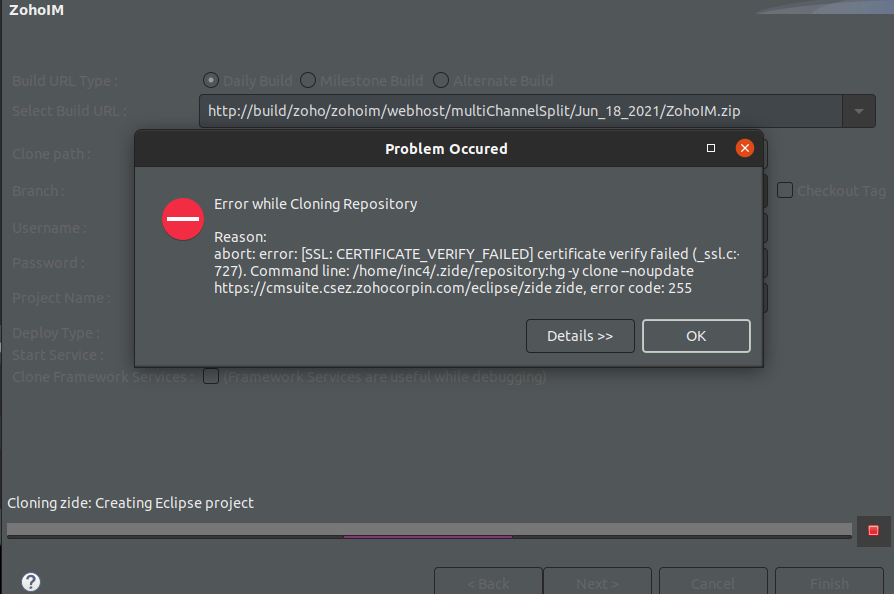 ZohoIM
Build URL Type : Daily Build Milestone Build Alternate Build
Select Build URL : http://build/zoho/zohoim/webhost/multiChannelSplit/Jun_18_2021/ZohoIM.zip
Problem Occured
Clone path :
Branch : Checkout Tag
Error while Cloning Repository
Username :
Reason:
abort: error: [SSL: CERTIFICATE_VERIFY_FAILED] certificate verify failed (_ssl.c:
Password : 727). Command line: /home/inc4/.zide/repository:hg -y clone --noupdate
https://cmsuite.csez.zohocorpin.com/eclipse/zide zide, error code: 255
Project Name :
Deploy Type : Details >> OK
Start Service :
Clone Framework Services : (Framework Services are useful while debugging)
Cloning zide: Creating Eclipse project
? < Back Next > Cancel Finish